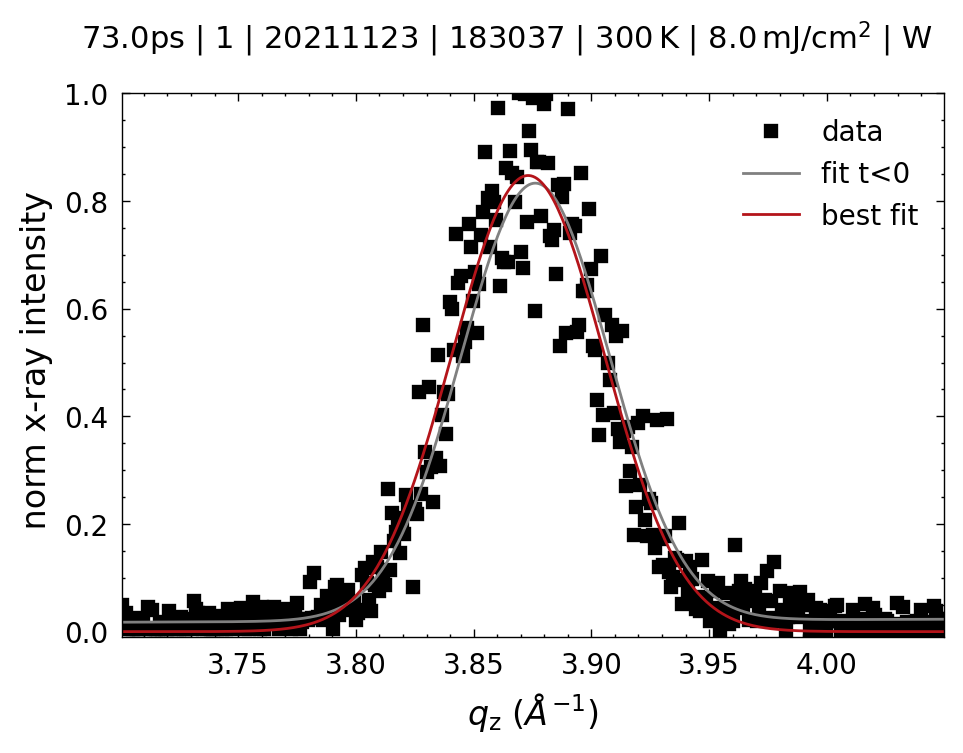 73.0ps | 1 | 20211123 | 183037 | 300 K | 8.0 mJ/cm² | W
1.0
0.8
0.6
0.4
0.2
0.0
norm x-ray intensity
data
fit t<0
best fit
3.75 3.80 3.85 3.90 3.95 4.00
q_z (Å⁻¹)